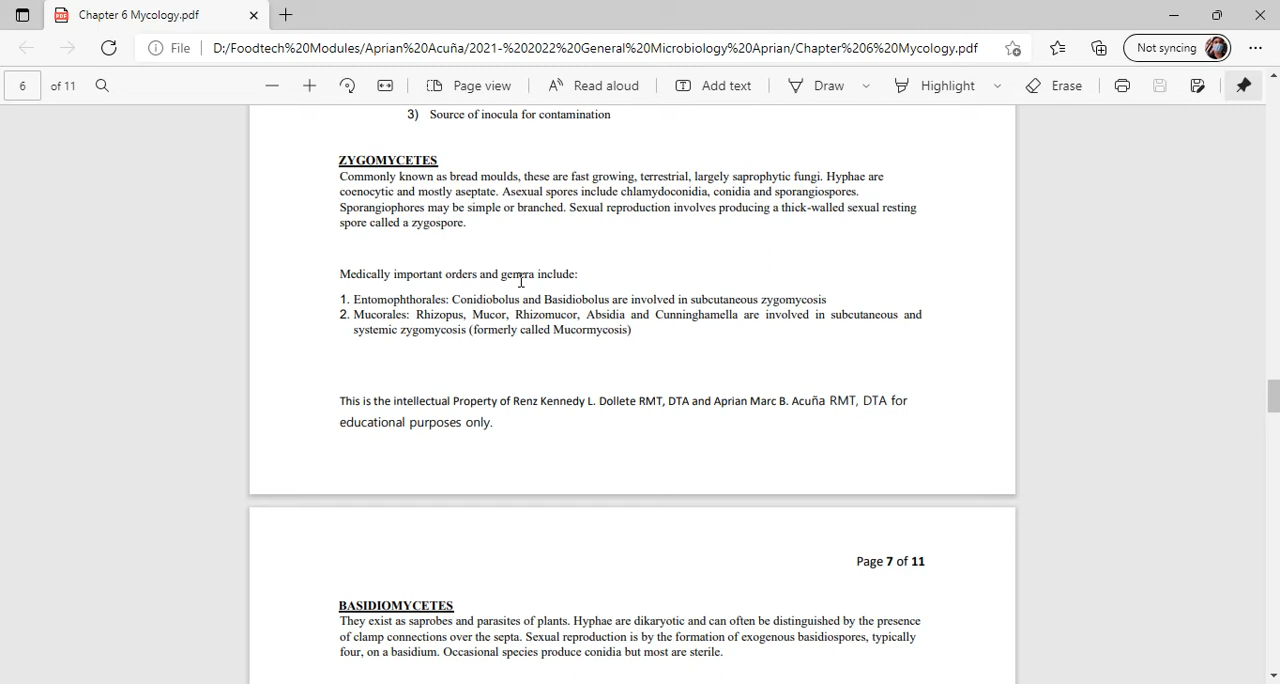 Chapter 6 Mycology.pdf
File D:/Foodtech%20Modules/Aprian%20Acuña/2021-%202022%20General%20Microbiology%20Aprian/Chapter%206%20Mycology.pdf Not syncing
6 of 11 Page view Read aloud Add text Draw Highlight Erase
3) Source of inocula for contamination
ZYGOMYCETES
Commonly known as bread moulds, these are fast growing, terrestrial, largely saprophytic fungi. Hyphae are
coenocytic and mostly aseptate. Asexual spores include chlamydoconidia, conidia and sporangiospores.
Sporangiophores may be simple or branched. Sexual reproduction involves producing a thick-walled sexual resting
spore called a zygospore.
Medically important orders and genera include:
1. Entomophthorales: Conidiobolus and Basidiobolus are involved in subcutaneous zygomycosis
2. Mucorales: Rhizopus, Mucor, Rhizomucor, Absidia and Cunninghamella are involved in subcutaneous and
systemic zygomycosis (formerly called Mucormycosis)
This is the intellectual Property of Renz Kennedy L. Dollete RMT, DTA and Aprian Marc B. Acuña RMT, DTA for
educational purposes only.
Page 7 of 11
BASIDIOMYCETES
They exist as saprobes and parasites of plants. Hyphae are dikaryotic and can often be distinguished by the presence
of clamp connections over the septa. Sexual reproduction is by the formation of exogenous basidiospores, typically
four, on a basidium. Occasional species produce conidia but most are sterile.